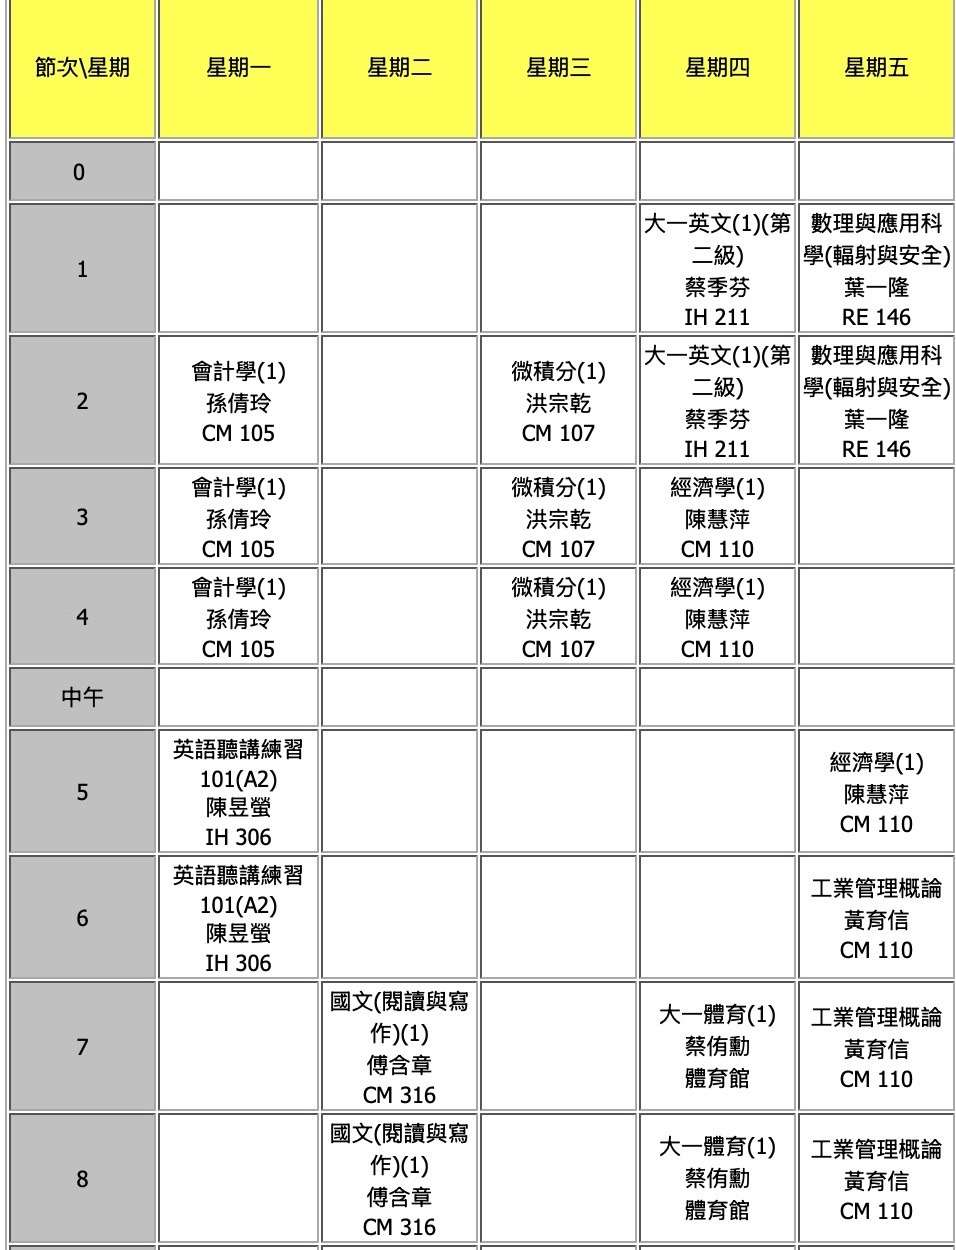 節次\星期 星期一 星期二 星期三 星期四 星期五
0
1
大一英文(1)(第
二級)
蔡季芬
IH 211
數理與應用科
學(輻射與安全)
葉一隆
RE 146
2
會計學(1)
孫倩玲
CM 105
微積分(1)
洪宗乾
CM 107
大一英文(1)(第
二級)
蔡季芬
IH 211
數理與應用科
學(輻射與安全)
葉一隆
RE 146
3
會計學(1)
孫倩玲
CM 105
微積分(1)
洪宗乾
CM 107
經濟學(1)
陳慧萍
CM 110
4
會計學(1)
孫倩玲
CM 105
微積分(1)
洪宗乾
CM 107
經濟學(1)
陳慧萍
CM 110
中午
5
英語聽講練習
101(A2)
陳昱螢
IH 306
經濟學(1)
陳慧萍
CM 110
6
英語聽講練習
101(A2)
陳昱螢
IH 306
工業管理概論
黃育信
CM 110
7
國文(閱讀與寫
作)(1)
傅含章
CM 316
大一體育(1)
蔡侑勳
體育館
工業管理概論
黃育信
CM 110
8
國文(閱讀與寫
作)(1)
傅含章
CM 316
大一體育(1)
蔡侑勳
體育館
工業管理概論
黃育信
CM 110